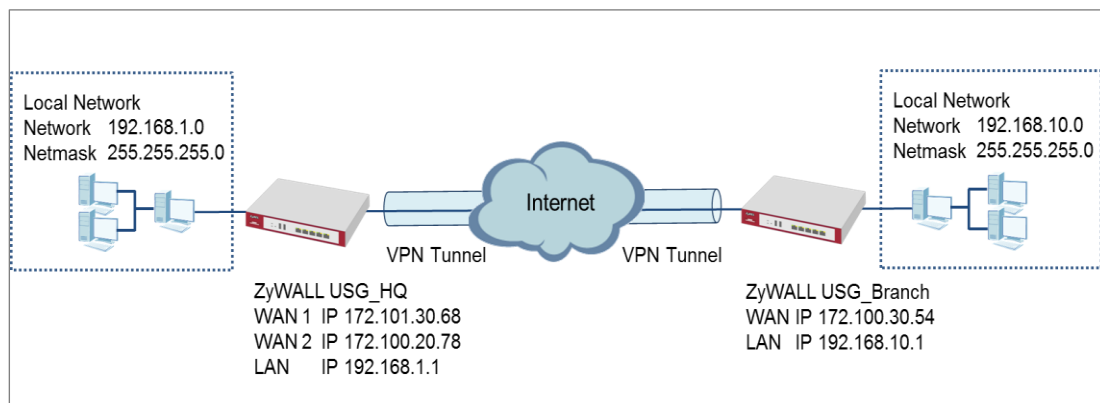 Local Network
Network 192.168.1.0
Netmask 255.255.255.0
Local Network
Network 192.168.10.0
Netmask 255.255.255.0
Internet
VPN Tunnel
VPN Tunnel
ZyWALL USG_HQ
WAN 1 IP 172.101.30.68
WAN 2 IP 172.100.20.78
LAN IP 192.168.1.1
ZyWALL USG_Branch
WAN IP 172.100.30.54
LAN IP 192.168.10.1